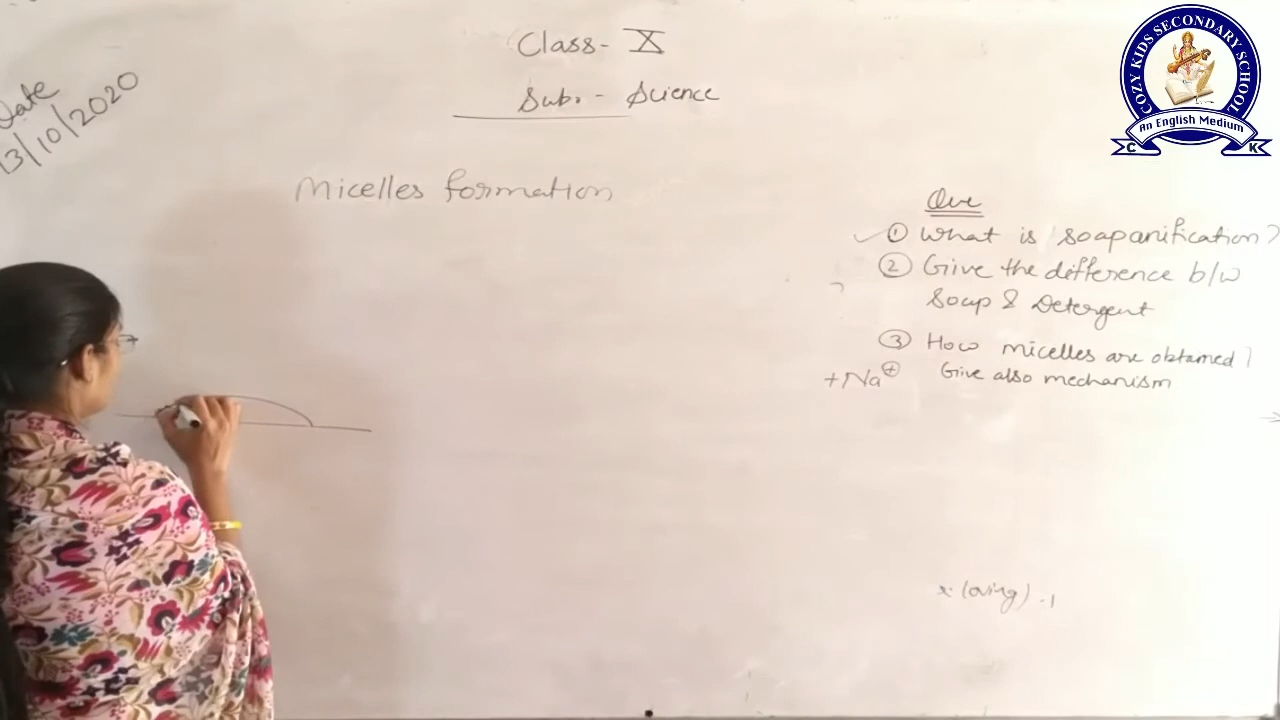 Class - X
Sub. - Science
Date
13/10/2020
Micelles formation
Que
① What is soapanification?
② Give the difference b/w
Soap & Detergent
③ How micelles are obtained?
Give also mechanism
+Na⊕
COZY KIDS SECONDARY SCHOOL
An English Medium
C K